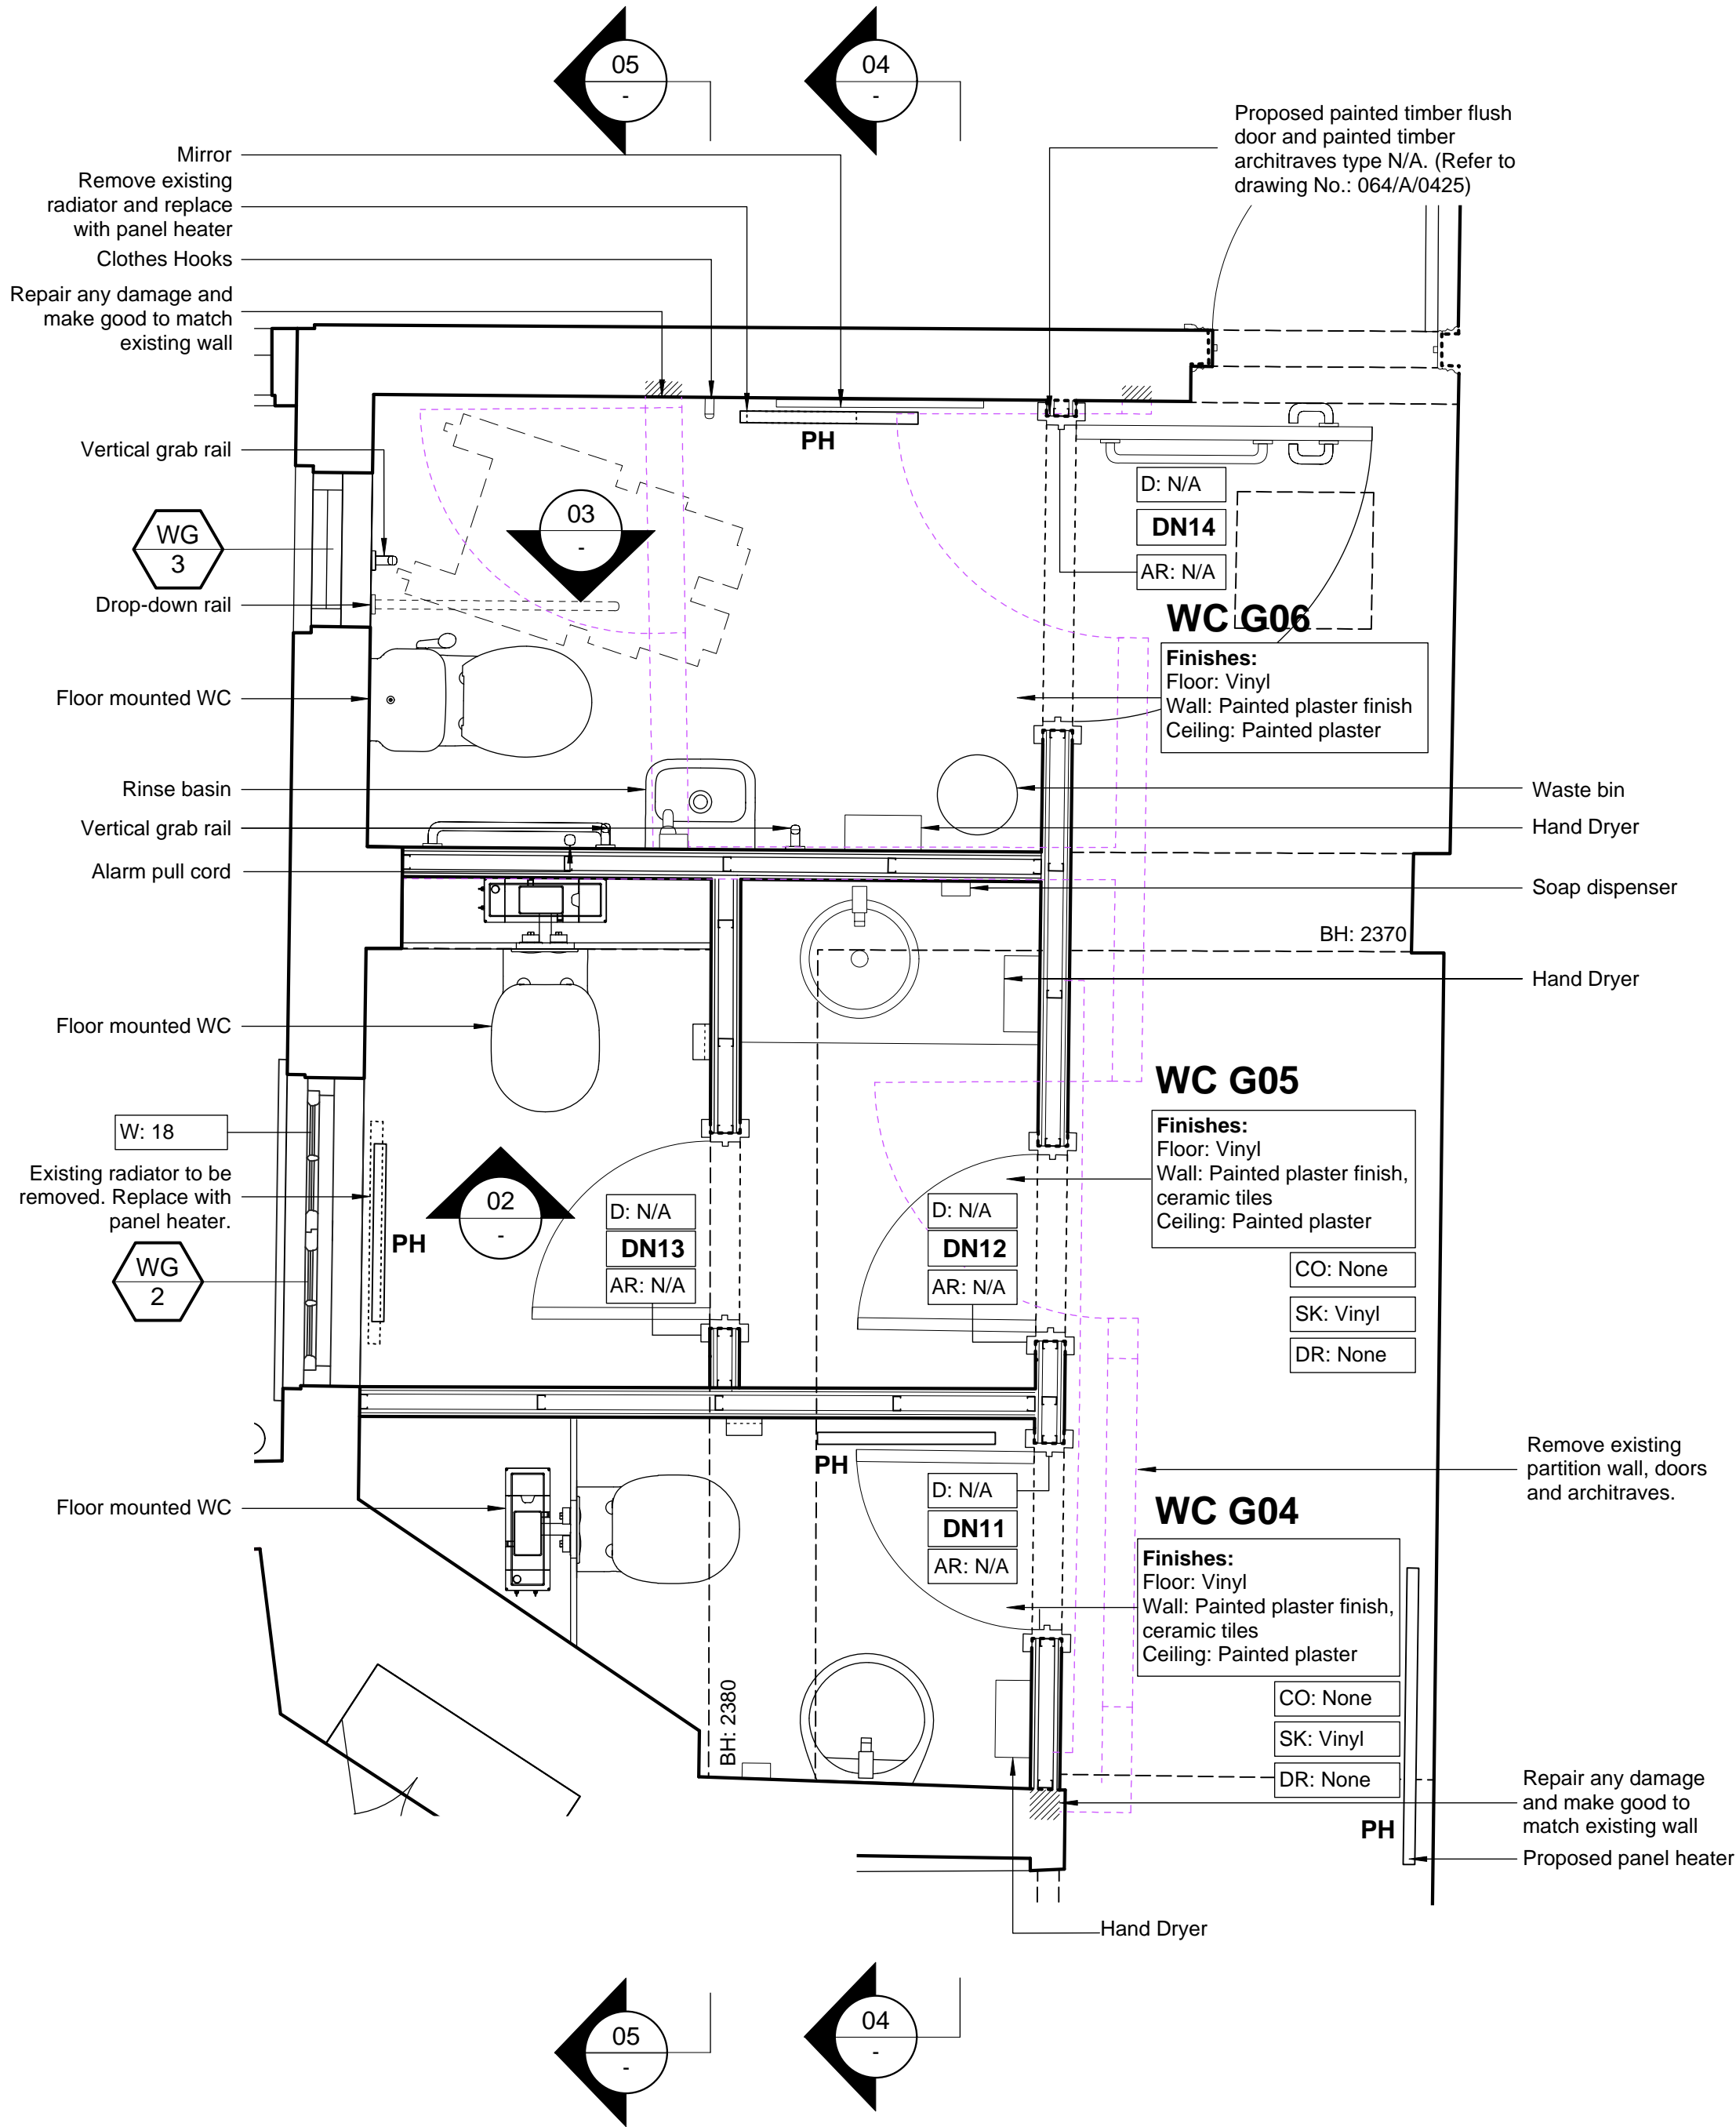 05
-
04
-
Mirror
Remove existing
radiator and replace
with panel heater
Clothes Hooks
Repair any damage and
make good to match
existing wall
Proposed painted timber flush
door and painted timber
architraves type N/A. (Refer to
drawing No.: 064/A/0425)
PH
Vertical grab rail
WG
3
Drop-down rail
03
-
D: N/A
DN14
AR: N/A
WC G06
Finishes:
Floor: Vinyl
Wall: Painted plaster finish
Ceiling: Painted plaster
Floor mounted WC
Rinse basin
Vertical grab rail
Alarm pull cord
Waste bin
Hand Dryer
Soap dispenser
BH: 2370
Hand Dryer
Floor mounted WC
WC G05
Finishes:
Floor: Vinyl
Wall: Painted plaster finish,
ceramic tiles
Ceiling: Painted plaster
CO: None
SK: Vinyl
DR: None
W: 18
Existing radiator to be
removed. Replace with
panel heater.
WG
2
PH
02
-
D: N/A
DN13
AR: N/A
D: N/A
DN12
AR: N/A
PH
Floor mounted WC
D: N/A
DN11
AR: N/A
Remove existing
partition wall, doors
and architraves.
WC G04
Finishes:
Floor: Vinyl
Wall: Painted plaster finish,
ceramic tiles
Ceiling: Painted plaster
CO: None
SK: Vinyl
DR: None
BH: 2380
PH
Repair any damage
and make good to
match existing wall
Proposed panel heater
Hand Dryer
05
-
04
-